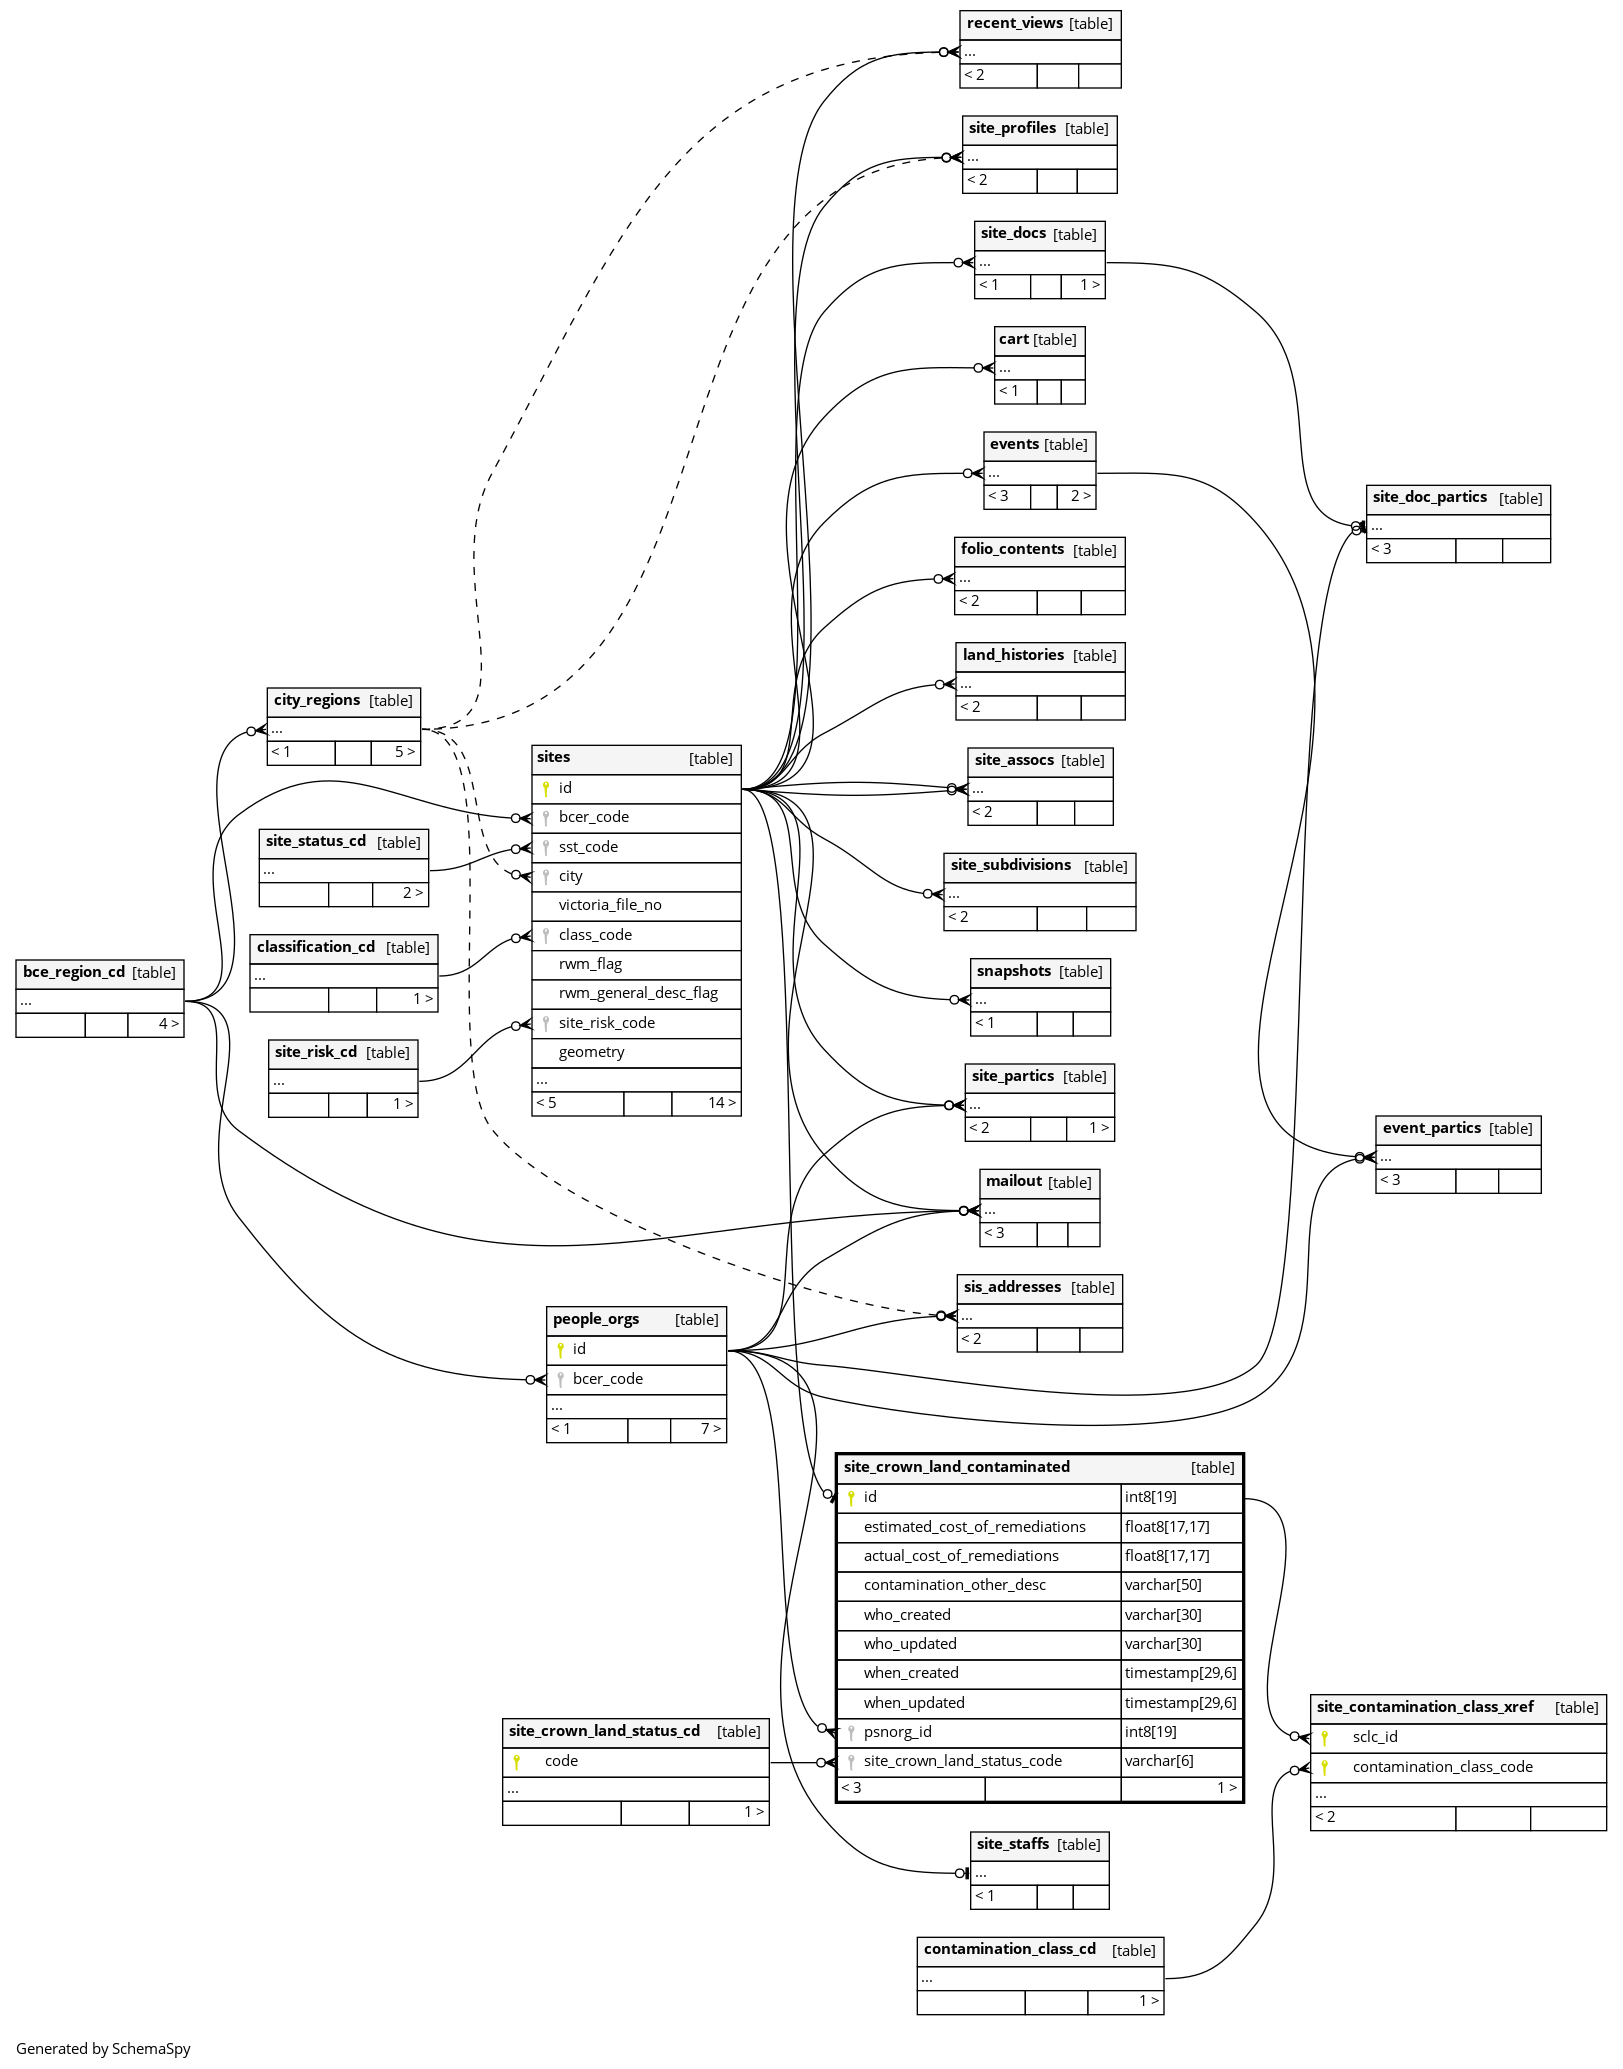 recent_views [table]
...
< 2
site_profiles [table]
...
< 2
site_docs [table]
...
< 1 1 >
cart [table]
...
< 1
events [table]
...
< 3 2 >
site_doc_partics [table]
...
< 3
folio_contents [table]
...
< 2
land_histories [table]
...
< 2
city_regions [table]
...
< 1 5 >
sites [table]
id
bcer_code
sst_code
city
victoria_file_no
class_code
rwm_flag
rwm_general_desc_flag
site_risk_code
geometry
...
< 5 14 >
site_assocs [table]
...
< 2
site_status_cd [table]
...
2 >
site_subdivisions [table]
...
< 2
classification_cd [table]
...
1 >
bce_region_cd [table]
...
4 >
snapshots [table]
...
< 1
site_risk_cd [table]
...
1 >
site_partics [table]
...
< 2 1 >
event_partics [table]
...
< 3
mailout [table]
...
< 3
sis_addresses [table]
...
< 2
people_orgs [table]
id
bcer_code
...
< 1 7 >
site_crown_land_contaminated [table]
id int8[19]
estimated_cost_of_remediations float8[17,17]
actual_cost_of_remediations float8[17,17]
contamination_other_desc varchar[50]
who_created varchar[30]
who_updated varchar[30]
when_created timestamp[29,6]
when_updated timestamp[29,6]
psnorg_id int8[19]
site_crown_land_status_code varchar[6]
< 3 1 >
site_contamination_class_xref [table]
sclc_id
contamination_class_code
...
< 2
site_crown_land_status_cd [table]
code
...
1 >
site_staffs [table]
...
< 1
contamination_class_cd [table]
...
1 >
Generated by SchemaSpy